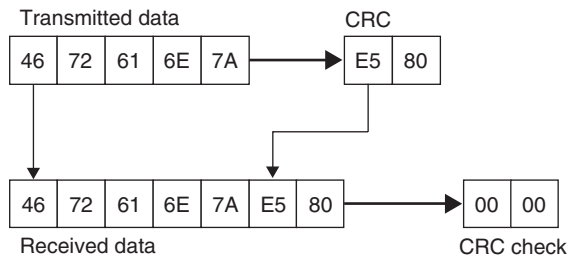 Transmitted data CRC
46 72 61 6E 7A E5 80
46 72 61 6E 7A E5 80 00 00
Received data CRC check